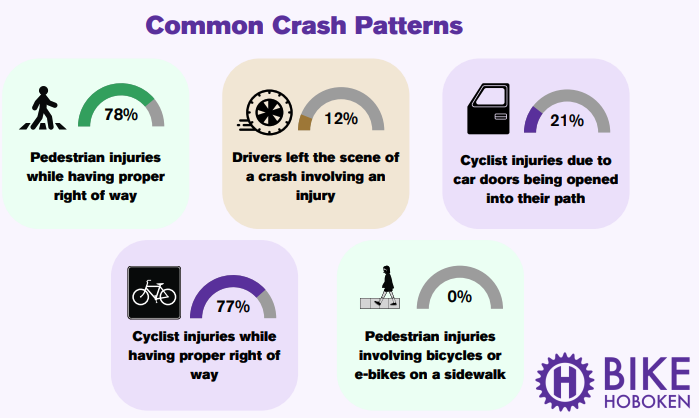 Common Crash Patterns
78%
Pedestrian injuries
while having proper
right of way
12%
Drivers left the scene of
a crash involving an
injury
21%
Cyclist injuries due to
car doors being opened
into their path
77%
Cyclist injuries while
having proper right of
way
0%
Pedestrian injuries
involving bicycles or
e-bikes on a sidewalk
H
BIKE
HOBOKEN